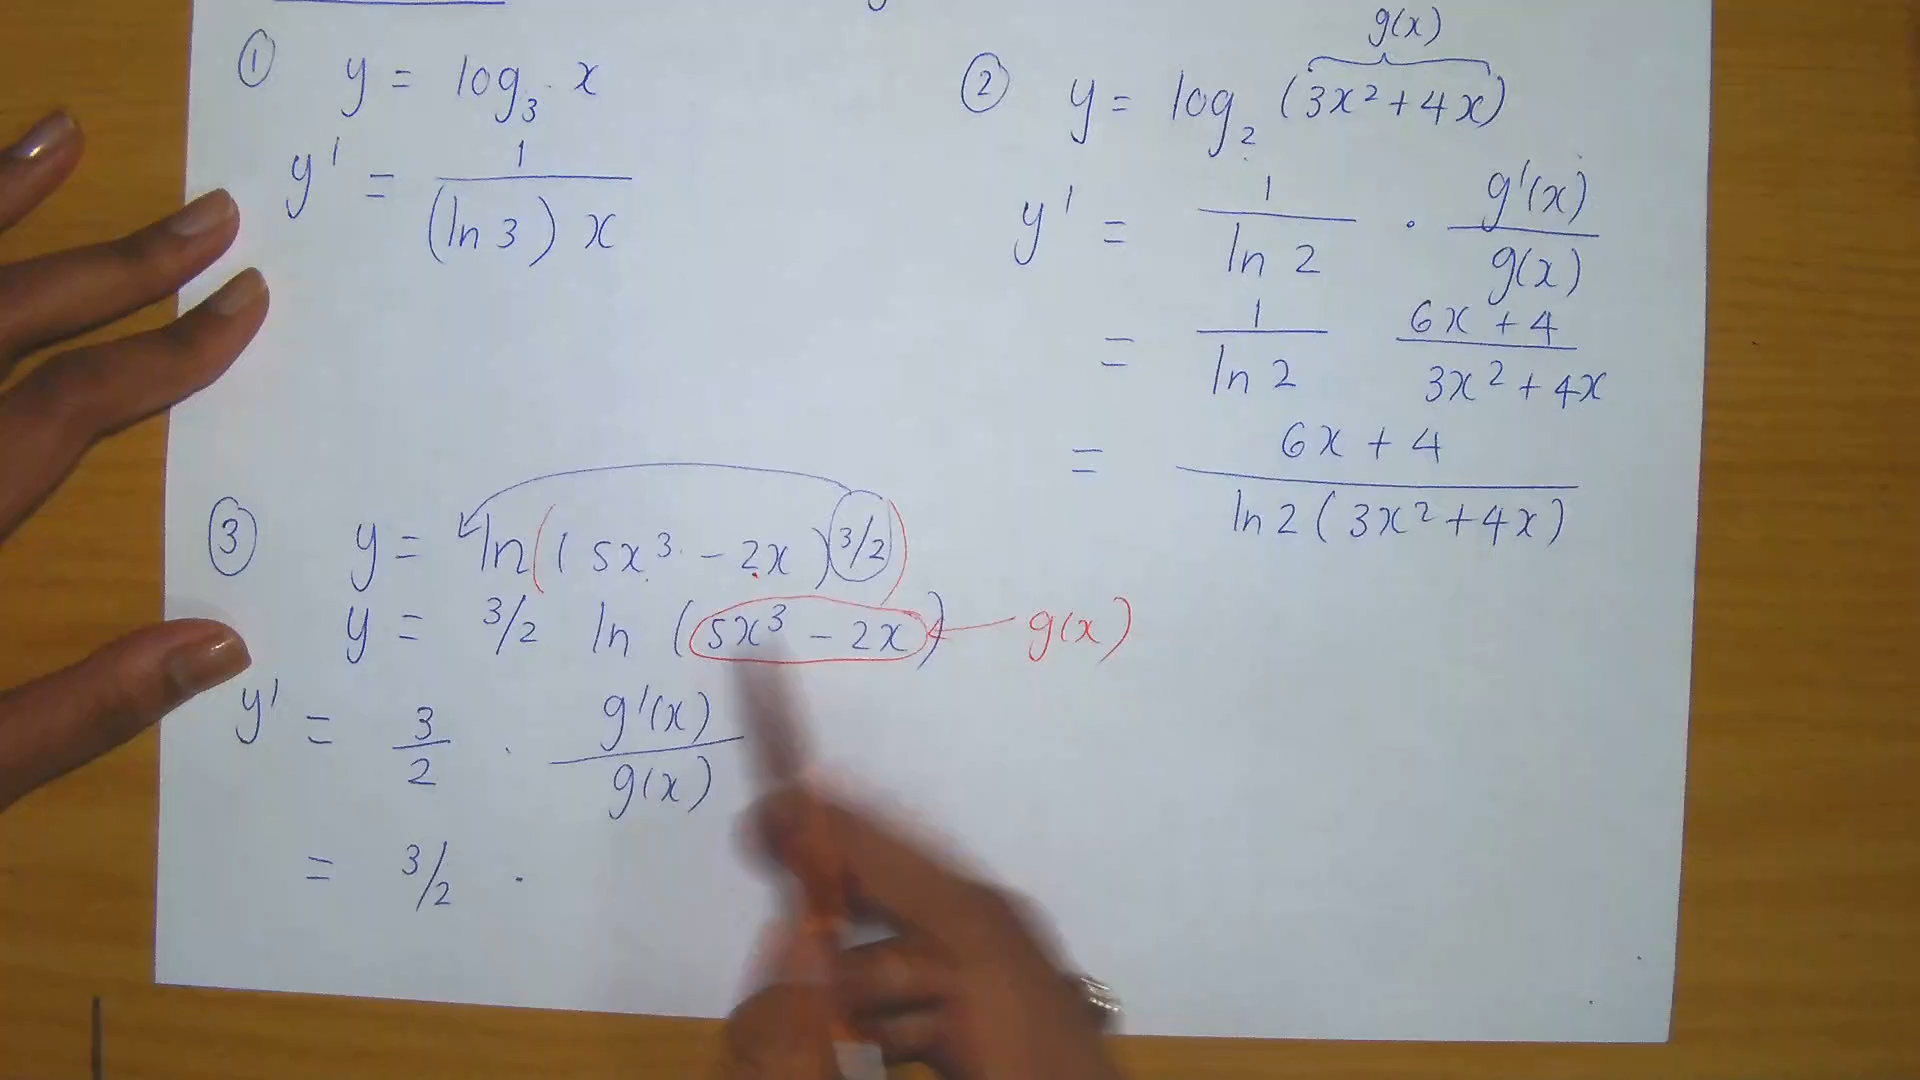 ① y = log₃ x
y' = 1 / (ln 3) x
② y = log₂ (3x² + 4x)
g(x)
y' = 1 / ln 2 · g'(x) / g(x)
= 1 / ln 2 6x + 4 / 3x² + 4x
= 6x + 4 / ln 2 (3x² + 4x)
③ y = ln((5x³ - 2x)^3/2)
y = 3/2 ln (5x³ - 2x) g(x)
y' = 3/2 · g'(x) / g(x)
= 3/2 ·